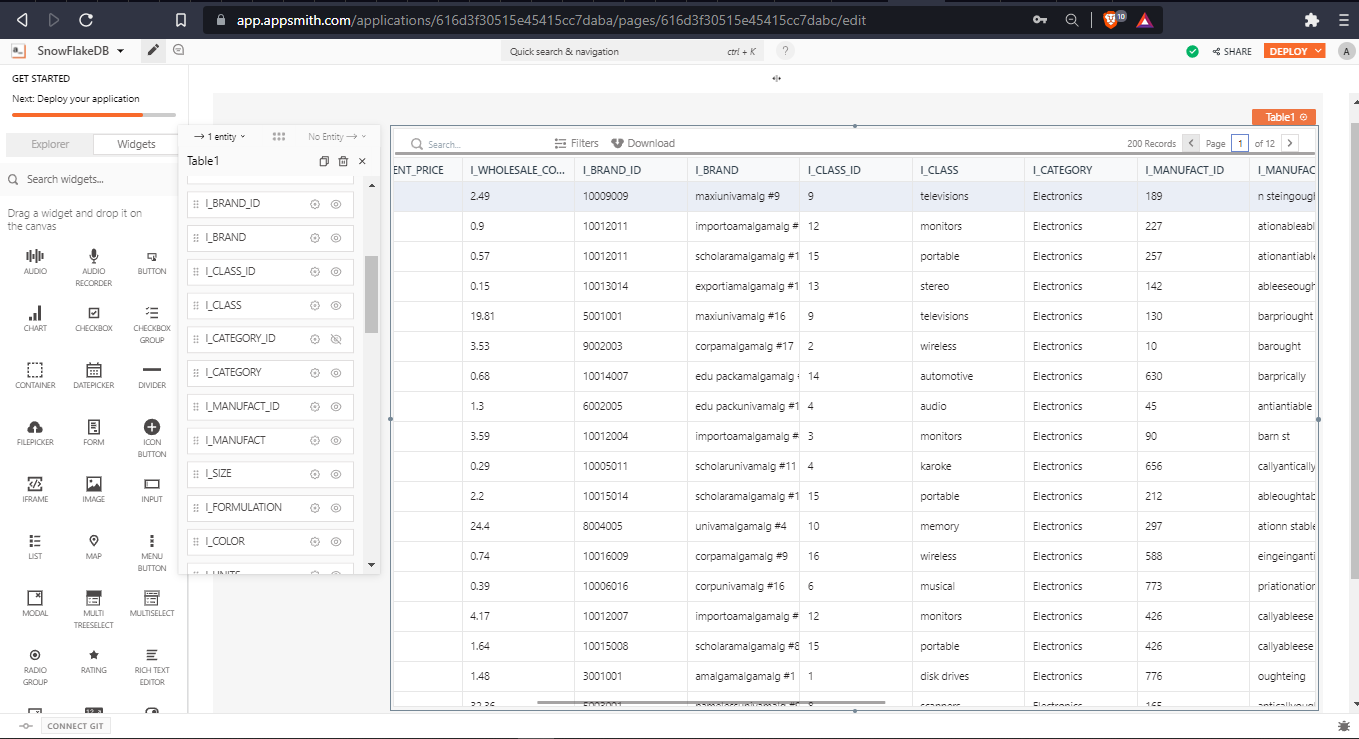 app.appsmith.com/applications/616d3f30515e45415cc7daba/pages/616d3f30515e45415cc7dabc/edit
10
SnowFlakeDB
Quick search & navigation
ctrl + K
?
SHARE
DEPLOY
A
GET STARTED
Next: Deploy your application
Explorer
Widgets
Search widgets...
Drag a widget and drop it on
the canvas
AUDIO
AUDIO
RECORDER
BUTTON
CHART
CHECKBOX
CHECKBOX
GROUP
CONTAINER
DATEPICKER
DIVIDER
FILEPICKER
FORM
ICON
BUTTON
IFRAME
IMAGE
INPUT
LIST
MAP
MENU
BUTTON
MODAL
MULTI
TREESELECT
MULTISELECT
RADIO
GROUP
RATING
RICH TEXT
EDITOR
CONNECT GIT
1 entity
No Entity
Table1
I_BRAND_ID
I_BRAND
I_CLASS_ID
I_CLASS
I_CATEGORY_ID
I_CATEGORY
I_MANUFACT_ID
I_MANUFACT
I_SIZE
I_FORMULATION
I_COLOR
I_UNITS
Table1
Search...
Filters
Download
200 Records
Page
1
of 12
ENT_PRICE I_WHOLESALE_CO... I_BRAND_ID I_BRAND I_CLASS_ID I_CLASS I_CATEGORY I_MANUFACT_ID I_MANUFAC
2.49 10009009 maxiunivamalg #9 9 televisions Electronics 189 n steingough
0.9 10012011 importoamalgamalg # 12 monitors Electronics 227 ationableabl
0.57 10012011 scholaramalgamalg #1 15 portable Electronics 257 ationantiable
0.15 10013014 exportiamalgamalg #1 13 stereo Electronics 142 ableeseough
19.81 5001001 maxiunivamalg #16 9 televisions Electronics 130 barpriought
3.53 9002003 corpamalgamalg #17 2 wireless Electronics 10 barought
0.68 10014007 edu packamalgamalg 14 automotive Electronics 630 barprically
1.3 6002005 edu packunivamalg #1 4 audio Electronics 45 antiantiable
3.59 10012004 importoamalgamalg # 3 monitors Electronics 90 barn st
0.29 10005011 scholarunivamalg #11 4 karoke Electronics 656 callyantically
2.2 10015014 scholaramalgamalg #1 15 portable Electronics 212 ableoughtab
24.4 8004005 univamalgamalg #4 10 memory Electronics 297 ationn stable
0.74 10016009 corpamalgamalg #9 16 wireless Electronics 588 eingeinganti
0.39 10006016 corpunivamalg #16 6 musical Electronics 773 priationation
4.17 10012007 importoamalgamalg # 12 monitors Electronics 426 callyableese
1.64 10015008 scholaramalgamalg #8 15 portable Electronics 426 callyableese
1.48 3001001 amalgamalgamalg #1 1 disk drives Electronics 776 oughteing
32.36 5003001 8 scanners Electronics 165